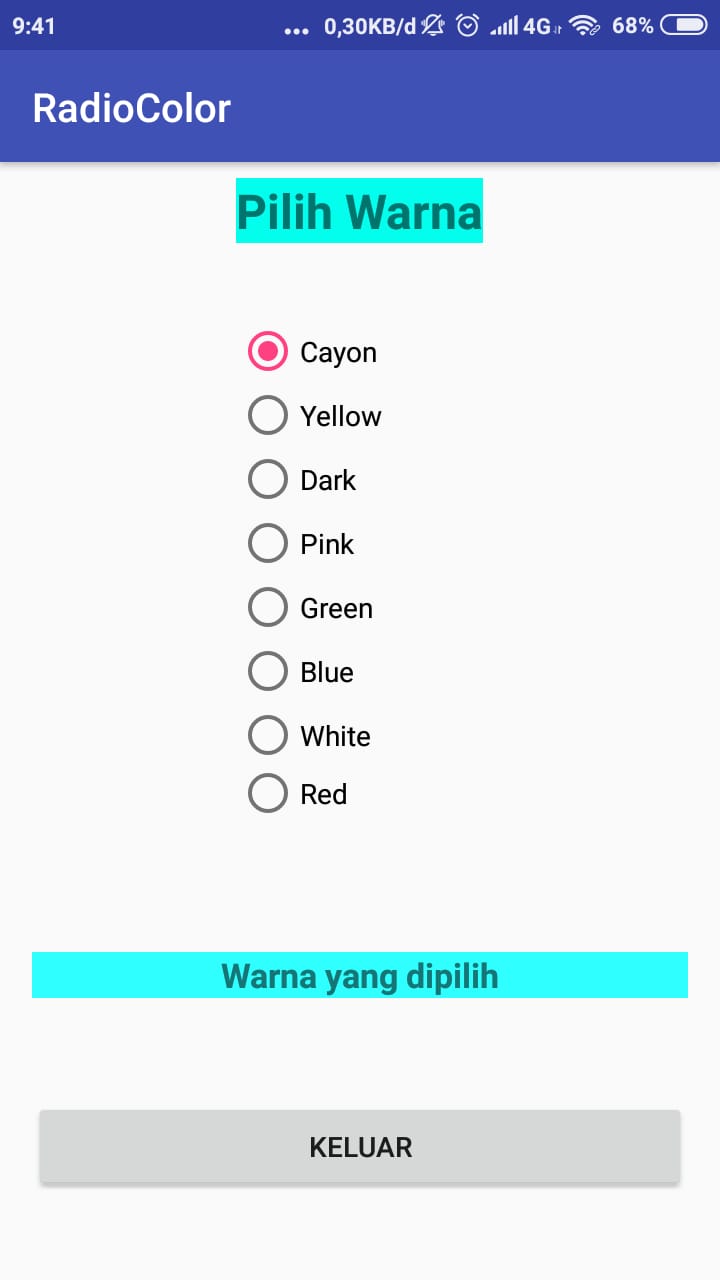 9:41 ... 0,30KB/d 4G 68%
RadioColor
Pilih Warna
Cayon
Yellow
Dark
Pink
Green
Blue
White
Red
Warna yang dipilih
KELUAR